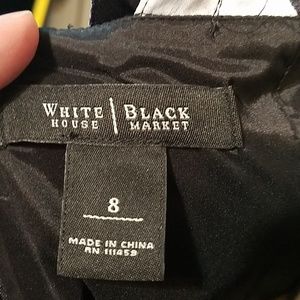 WHITE | BLACK
HOUSE | MARKET
8
MADE IN CHINA
RN 111459